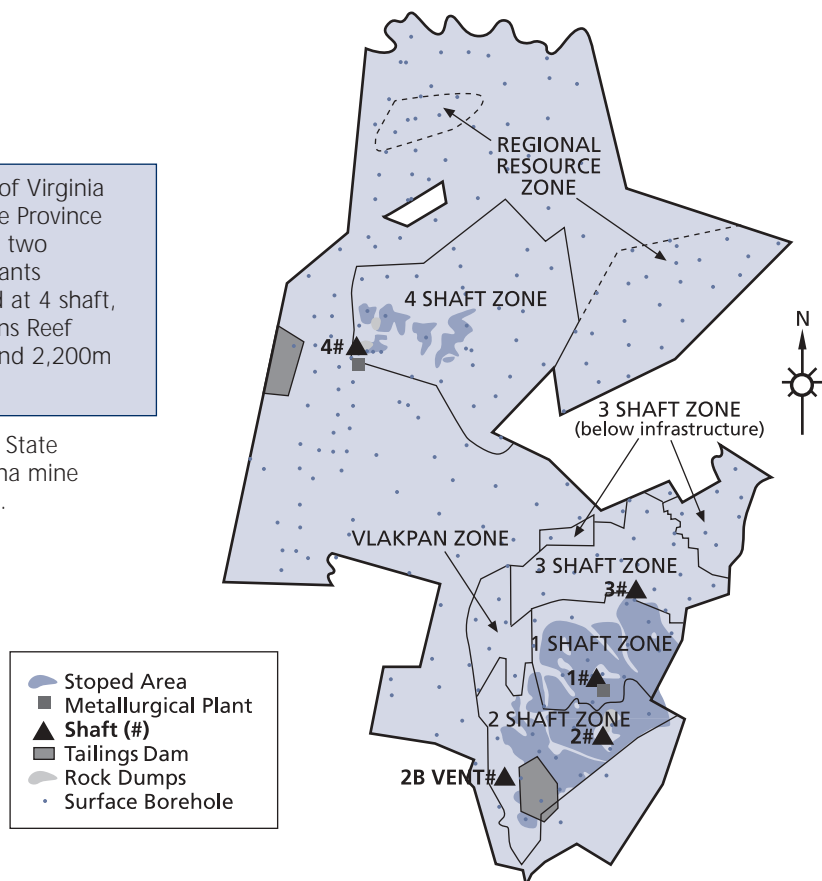 of Virginia
e Province
two
ants
d at 4 shaft,
ns Reef
nd 2,200m
State
na mine
.
REGIONAL
RESOURCE
ZONE
4 SHAFT ZONE
4#
N
3 SHAFT ZONE
(below infrastructure)
VLAKPAN ZONE
3 SHAFT ZONE
3#
1 SHAFT ZONE
1#
2 SHAFT ZONE
2#
2B VENT#
Stoped Area
Metallurgical Plant
Shaft (#)
Tailings Dam
Rock Dumps
Surface Borehole